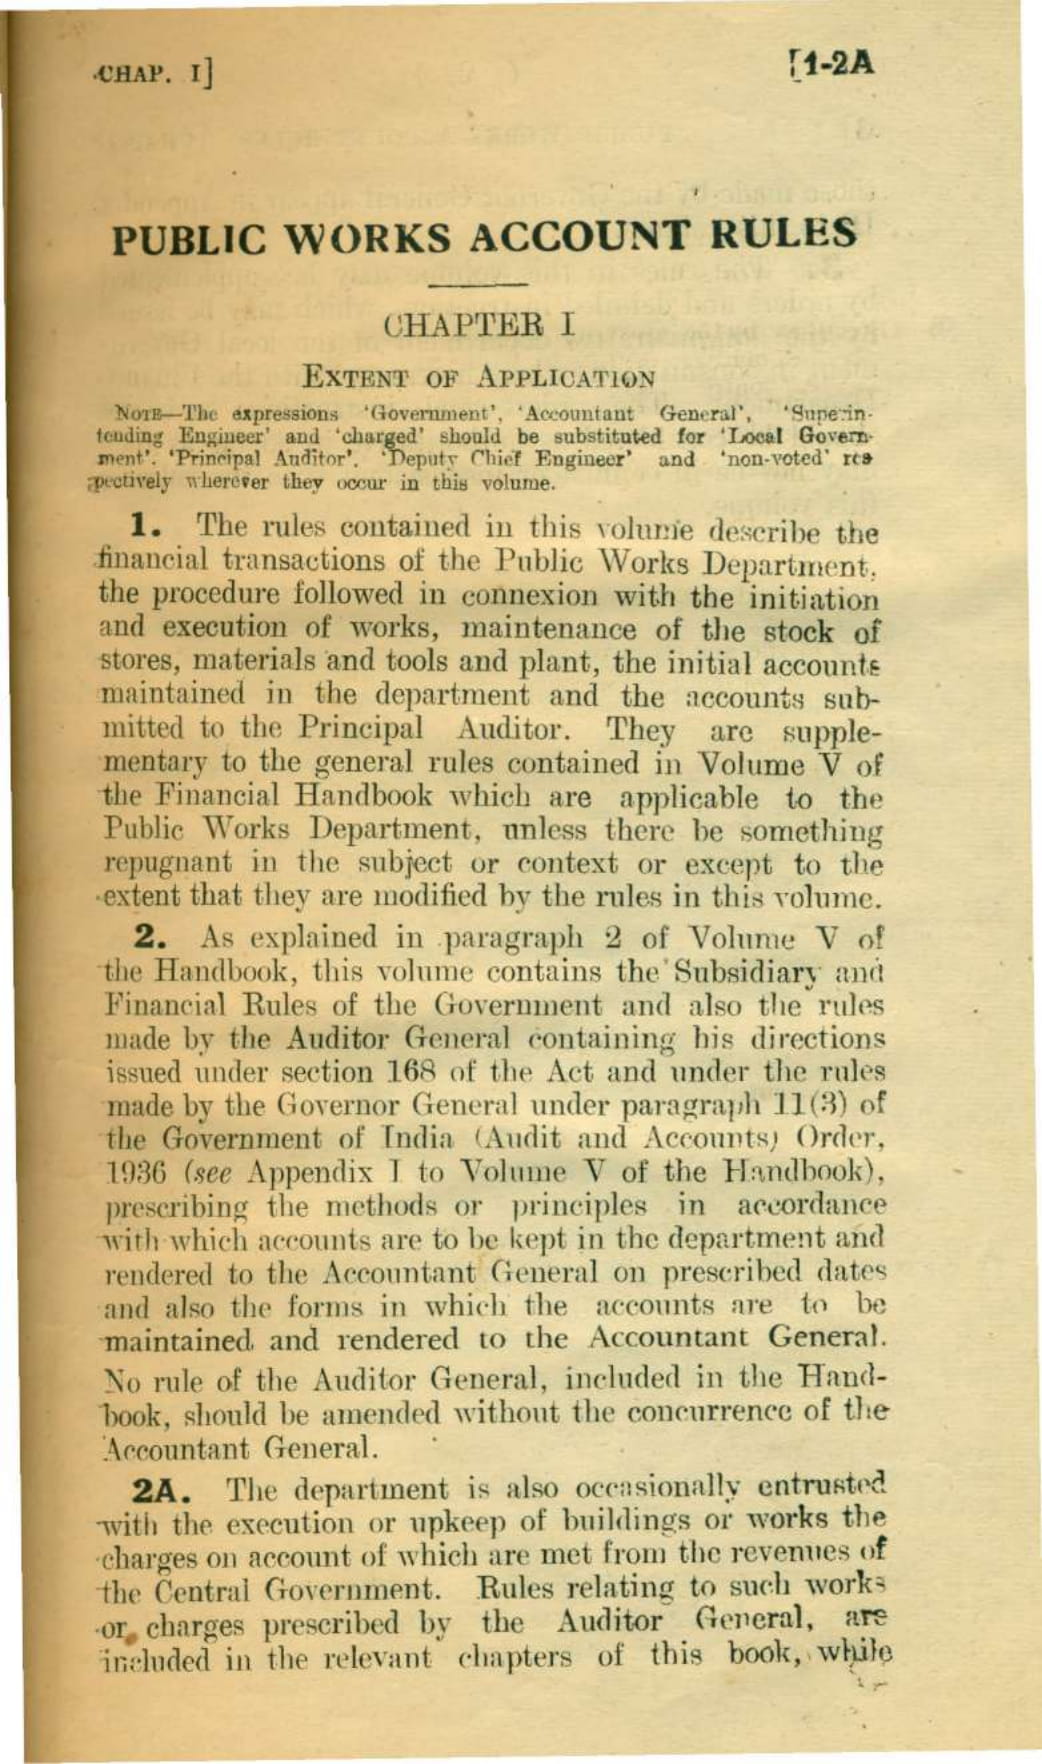 CHAP. I]
[1-2A
PUBLIC WORKS ACCOUNT RULES
CHAPTER I
EXTENT OF APPLICATION
NOTE—The expressions 'Government', 'Accountant General', 'Superin-
tending Engineer' and 'charged' should be substituted for 'Local Govern-
ment', 'Principal Auditor', 'Deputy Chief Engineer' and 'non-voted' res
pectively wherever they occur in this volume.
1. The rules contained in this volume describe the
financial transactions of the Public Works Department,
the procedure followed in connexion with the initiation
and execution of works, maintenance of the stock of
stores, materials and tools and plant, the initial accounts
maintained in the department and the accounts sub-
mitted to the Principal Auditor. They are supple-
mentary to the general rules contained in Volume V of
the Financial Handbook which are applicable to the
Public Works Department, unless there be something
repugnant in the subject or context or except to the
extent that they are modified by the rules in this volume.
2. As explained in paragraph 2 of Volume V of
the Handbook, this volume contains the Subsidiary and
Financial Rules of the Government and also the rules
made by the Auditor General containing his directions
issued under section 168 of the Act and under the rules
made by the Governor General under paragraph 11(3) of
the Government of India (Audit and Accounts) Order,
1936 (see Appendix I to Volume V of the Handbook),
prescribing the methods or principles in accordance
with which accounts are to be kept in the department and
rendered to the Accountant General on prescribed dates
and also the forms in which the accounts are to be
maintained and rendered to the Accountant General.
No rule of the Auditor General, included in the Hand-
book, should be amended without the concurrence of the
Accountant General.
2A. The department is also occasionally entrusted
with the execution or upkeep of buildings or works the
charges on account of which are met from the revenues of
the Central Government. Rules relating to such works
or charges prescribed by the Auditor General, are
included in the relevant chapters of this book, while